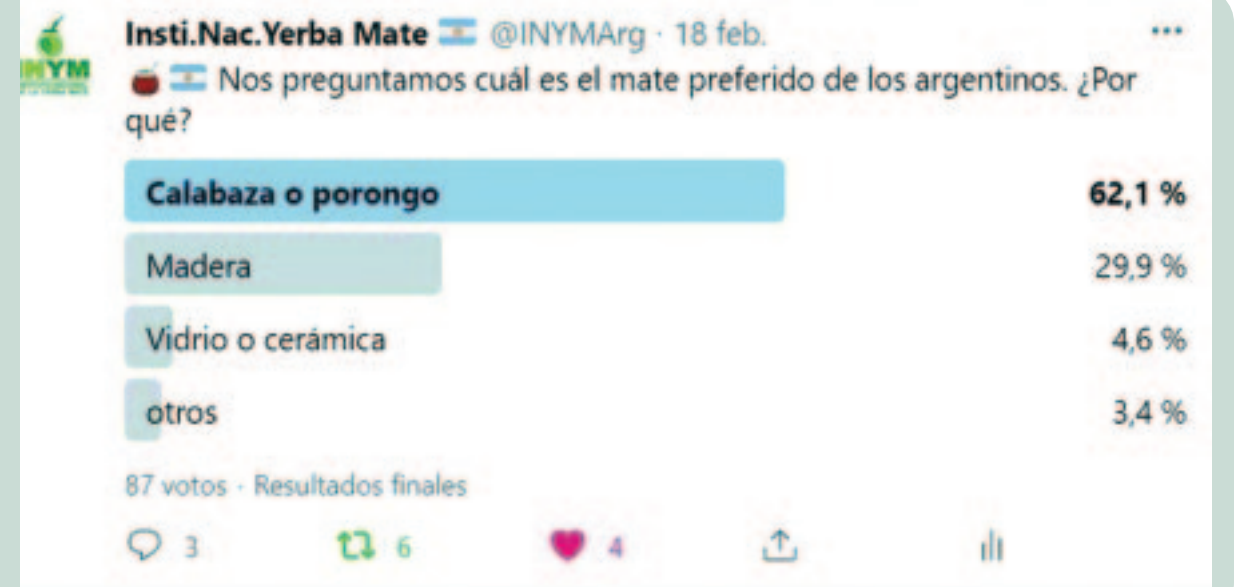 Insti.Nac.Yerba Mate @INYMArg · 18 feb.
INYM
Nos preguntamos cuál es el mate preferido de los argentinos. ¿Por
qué?
Calabaza o porongo 62,1 %
Madera 29,9 %
Vidrio o cerámica 4,6 %
otros 3,4 %
87 votos · Resultados finales
3 6 4